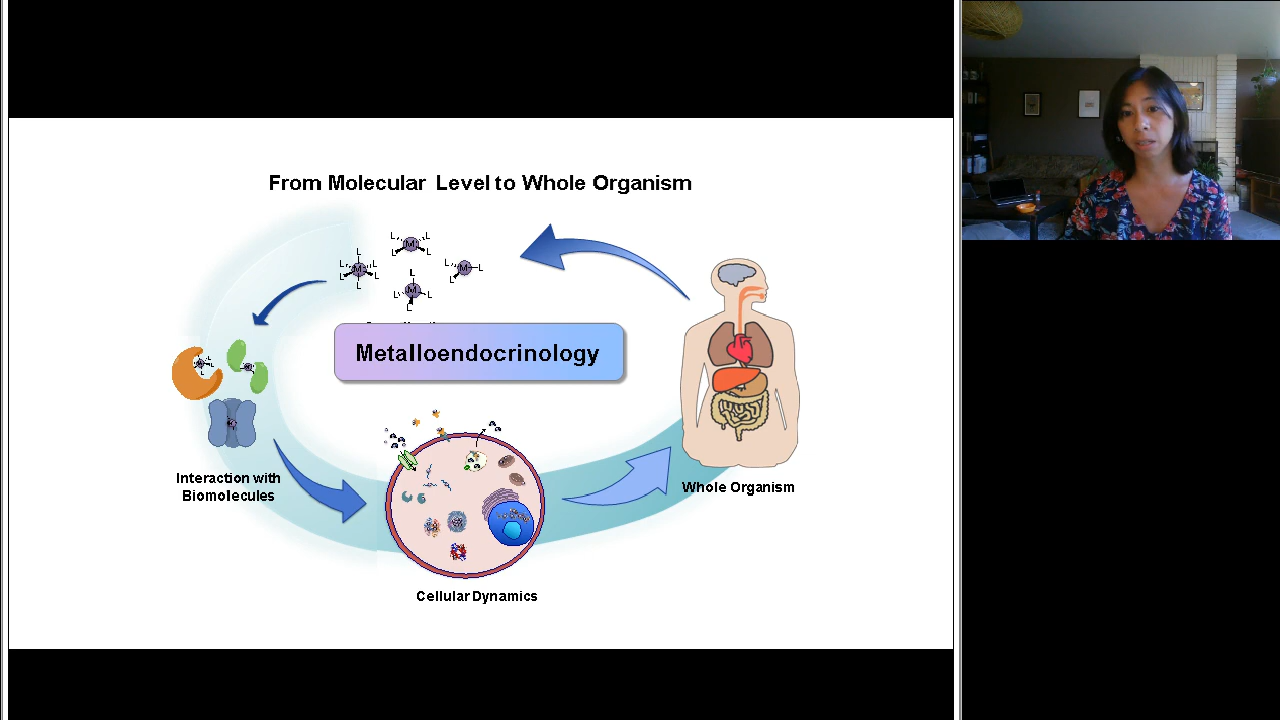 From Molecular Level to Whole Organism
L L
M
L L
L
L L
M
L L
L
L
M L
L
L
M
L L
L
Metalloendocrinology
L
L
L
L
Interaction with
Biomolecules
Whole Organism
Cellular Dynamics